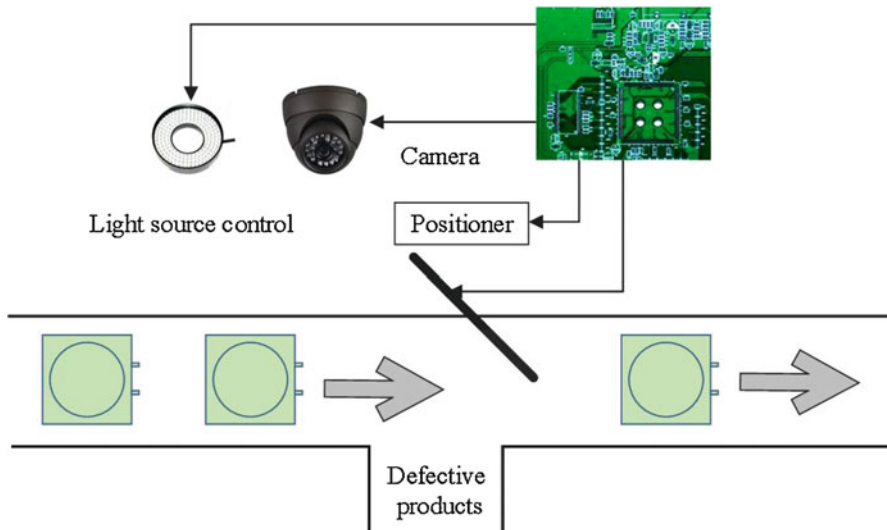 Camera
Light source control
Positioner
Defective
products